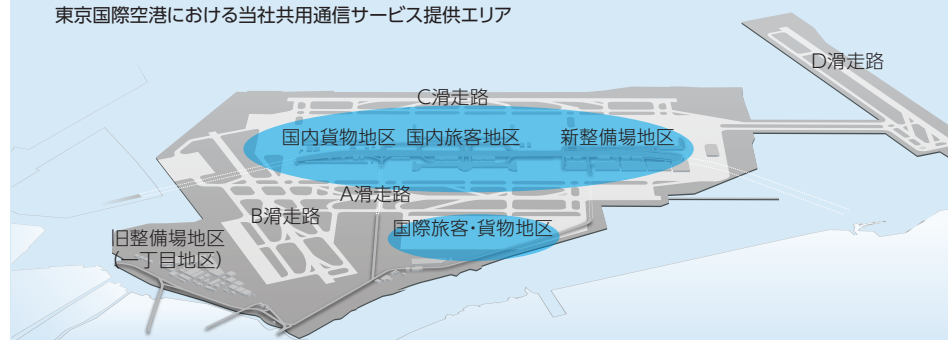 東京国際空港における当社共用通信サービス提供エリア
D滑走路
C滑走路
国内貨物地区 国内旅客地区 新整備場地区
A滑走路
B滑走路
国際旅客・貨物地区
旧整備場地区
(一丁目地区)